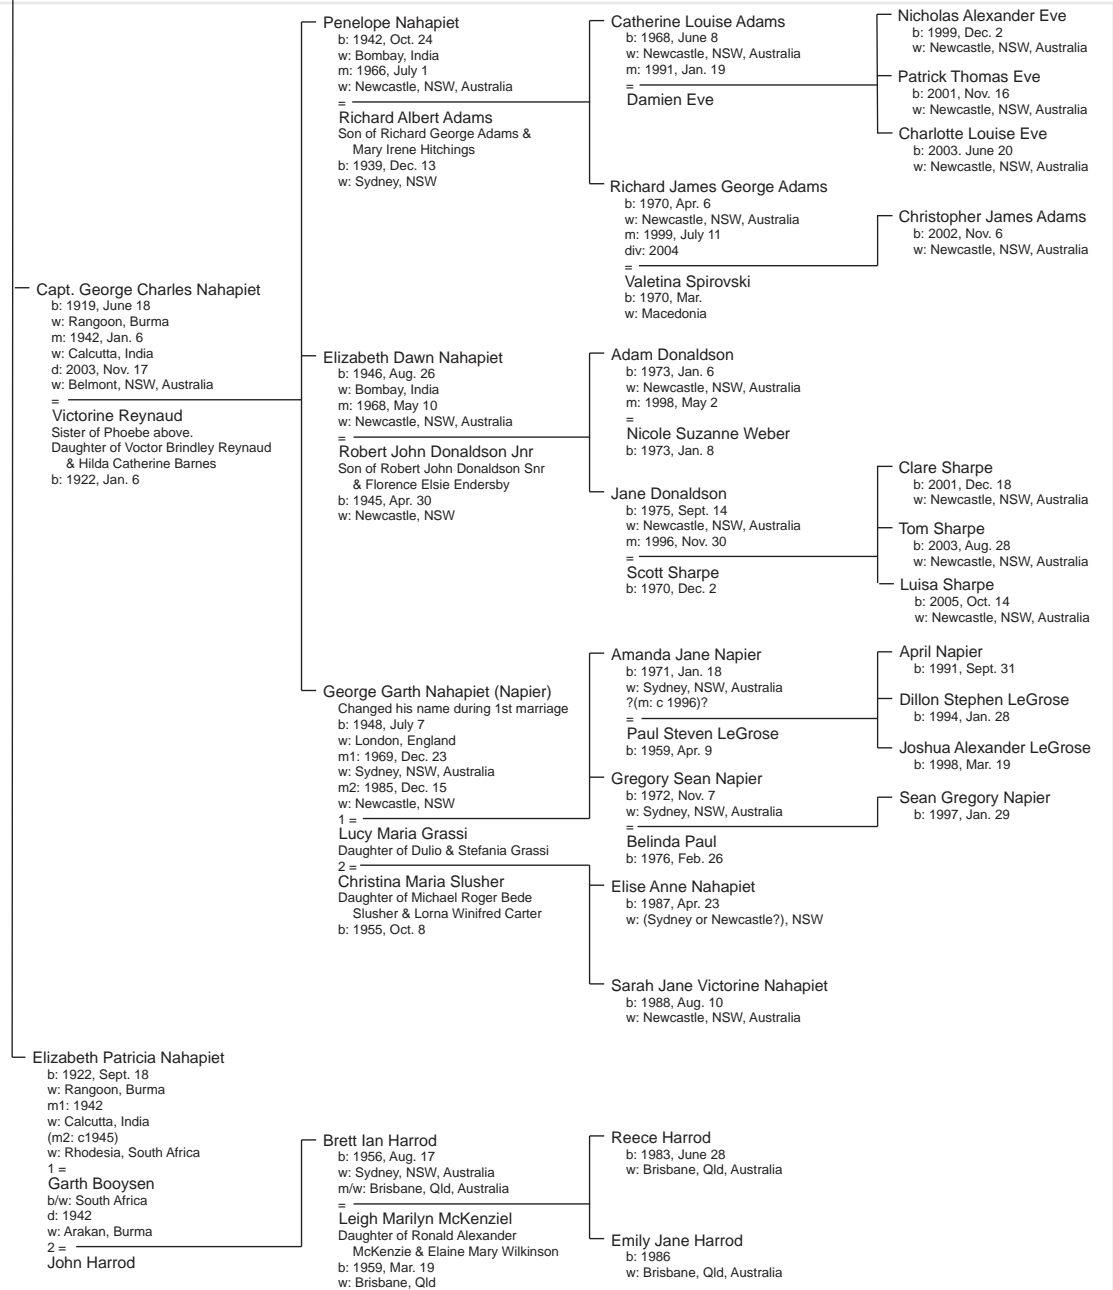 Capt. George Charles Nahapiet
b: 1919, June 18
w: Rangoon, Burma
m: 1942, Jan. 6
w: Calcutta, India
d: 2003, Nov. 17
w: Belmont, NSW, Australia
=
Victorine Reynaud
Sister of Phoebe above.
Daughter of Voctor Brindley Reynaud
& Hilda Catherine Barnes
b: 1922, Jan. 6
Elizabeth Patricia Nahapiet
b: 1922, Sept. 18
w: Rangoon, Burma
m1: 1942
w: Calcutta, India
(m2: c1945)
w: Rhodesia, South Africa
1 =
Garth Booysen
b/w: South Africa
d: 1942
w: Arakan, Burma
2 =
John Harrod
Penelope Nahapiet
b: 1942, Oct. 24
w: Bombay, India
m: 1966, July 1
w: Newcastle, NSW, Australia
=
Richard Albert Adams
Son of Richard George Adams &
Mary Irene Hitchings
b: 1939, Dec. 13
w: Sydney, NSW
Elizabeth Dawn Nahapiet
b: 1946, Aug. 26
w: Bombay, India
m: 1968, May 10
w: Newcastle, NSW, Australia
=
Robert John Donaldson Jnr
Son of Robert John Donaldson Snr
& Florence Elsie Endersby
b: 1945, Apr. 30
w: Newcastle, NSW
George Garth Nahapiet (Napier)
Changed his name during 1st marriage
b: 1948, July 7
w: London, England
m1: 1969, Dec. 23
w: Sydney, NSW, Australia
m2: 1985, Dec. 15
w: Newcastle, NSW
1 =
Lucy Maria Grassi
Daughter of Dulio & Stefania Grassi
2 =
Christina Maria Slusher
Daughter of Michael Roger Bede
Slusher & Lorna Winifred Carter
b: 1955, Oct. 8
Brett Ian Harrod
b: 1956, Aug. 17
w: Sydney, NSW, Australia
m/w: Brisbane, Qld, Australia
=
Leigh Marilyn McKenziel
Daughter of Ronald Alexander
McKenzie & Elaine Mary Wilkinson
b: 1959, Mar. 19
w: Brisbane, Qld
Catherine Louise Adams
b: 1968, June 8
w: Newcastle, NSW, Australia
m: 1991, Jan. 19
=
Damien Eve
Richard James George Adams
b: 1970, Apr. 6
w: Newcastle, NSW, Australia
m: 1999, July 11
div: 2004
=
Valetina Spirovski
b: 1970, Mar.
w: Macedonia
Adam Donaldson
b: 1973, Jan. 6
w: Newcastle, NSW, Australia
m: 1998, May 2
=
Nicole Suzanne Weber
b: 1973, Jan. 8
Jane Donaldson
b: 1975, Sept. 14
w: Newcastle, NSW, Australia
m: 1996, Nov. 30
=
Scott Sharpe
b: 1970, Dec. 2
Amanda Jane Napier
b: 1971, Jan. 18
w: Sydney, NSW, Australia
?(m: c 1996)?
=
Paul Steven LeGrose
b: 1959, Apr. 9
Gregory Sean Napier
b: 1972, Nov. 7
w: Sydney, NSW, Australia
=
Belinda Paul
b: 1976, Feb. 26
Elise Anne Nahapiet
b: 1987, Apr. 23
w: (Sydney or Newcastle?), NSW
Sarah Jane Victorine Nahapiet
b: 1988, Aug. 10
w: Newcastle, NSW, Australia
Reece Harrod
b: 1983, June 28
w: Brisbane, Qld, Australia
Emily Jane Harrod
b: 1986
w: Brisbane, Qld, Australia
Nicholas Alexander Eve
b: 1999, Dec. 2
w: Newcastle, NSW, Australia
Patrick Thomas Eve
b: 2001, Nov. 16
w: Newcastle, NSW, Australia
Charlotte Louise Eve
b: 2003. June 20
w: Newcastle, NSW, Australia
Christopher James Adams
b: 2002, Nov. 6
w: Newcastle, NSW, Australia
Clare Sharpe
b: 2001, Dec. 18
w: Newcastle, NSW, Australia
Tom Sharpe
b: 2003, Aug. 28
w: Newcastle, NSW, Australia
Luisa Sharpe
b: 2005, Oct. 14
w: Newcastle, NSW, Australia
April Napier
b: 1991, Sept. 31
Dillon Stephen LeGrose
b: 1994, Jan. 28
Joshua Alexander LeGrose
b: 1998, Mar. 19
Sean Gregory Napier
b: 1997, Jan. 29